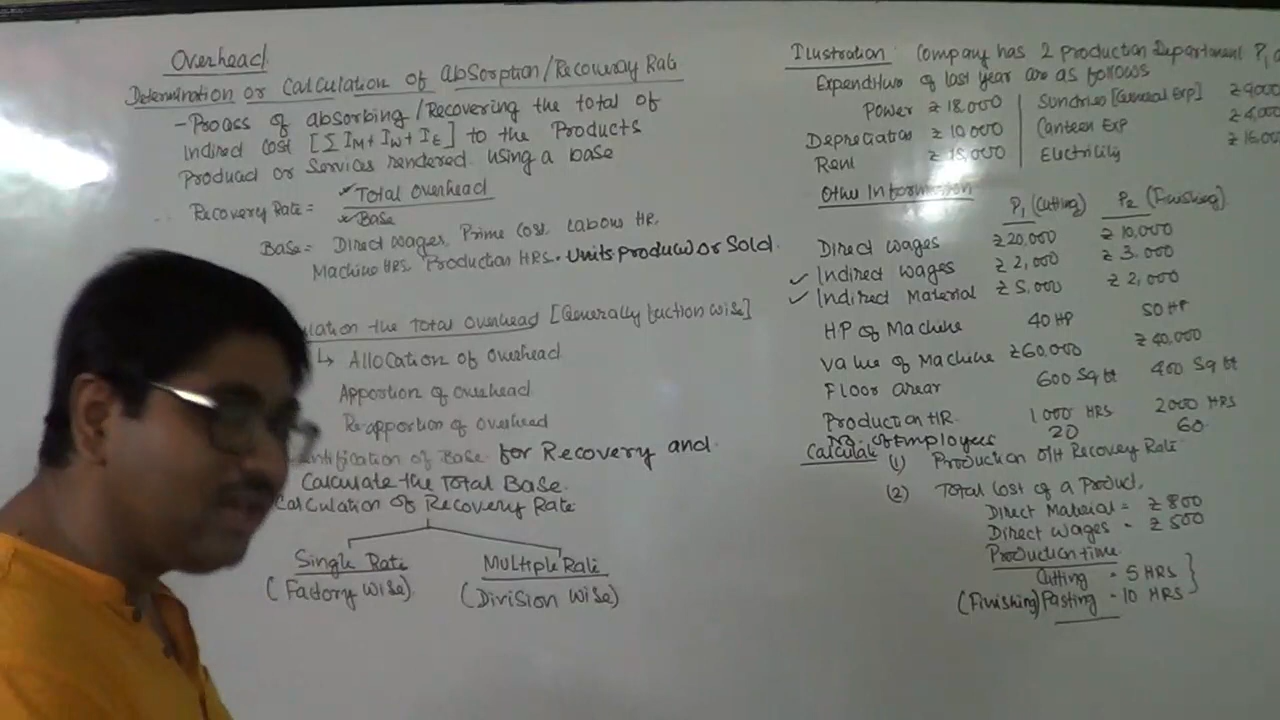 Overhead
Determination or Calculation of absorption/Recovery Rate
- Process of absorbing/Recovering the total of
Indirect cost [Σ IM + IW + IE] to the Products
Produced or Services rendered using a base
Recovery Rate = Total overhead
Base
Base = Direct wages, Prime Cost, Labour HR,
Machine HRS, Production HRS. Units produced or Sold.
ulation the Total overhead [Generally fuction wise]
↳ Allocation of overhead
Apportion of overhead
Re-apportion of overhead
ntification of Base for Recovery and
Calculate the Total Base.
Calculation of Recovery Rate
Single Rate Multiple Rate
(Factory wise) (Division wise)
Illustration: Company has 2 production Department P1
Expenditure of last year are as follows
Power ₹ 18,000 Sundries [General Exp]
Depreciation ₹ 10,000 Canteen Exp
Rent ₹ 15,000 Electricity
Other Information
P1 (Cutting) P2 (Finishing)
Direct wages ₹ 20,000 ₹ 10,000
✓ Indirect wages ₹ 2,000 ₹ 3,000
✓ Indirect Material ₹ 5,000 ₹ 2,000
HP of Machine 40 HP 50 HP
Value of Machine ₹ 60,000 ₹ 40,000
Floor arear 600 Sq ft 400 Sq ft
Production HR. 1000 HRS 2000 HRS
No. of Employees 20 60
Calculate (1) Production O/H Recovery Rate
(2) Total Cost of a Product.
Direct Material = ₹ 800
Direct Wages = ₹ 500
Production time
Cutting = 5 HRS
(Finishing) Pasting - 10 HRS